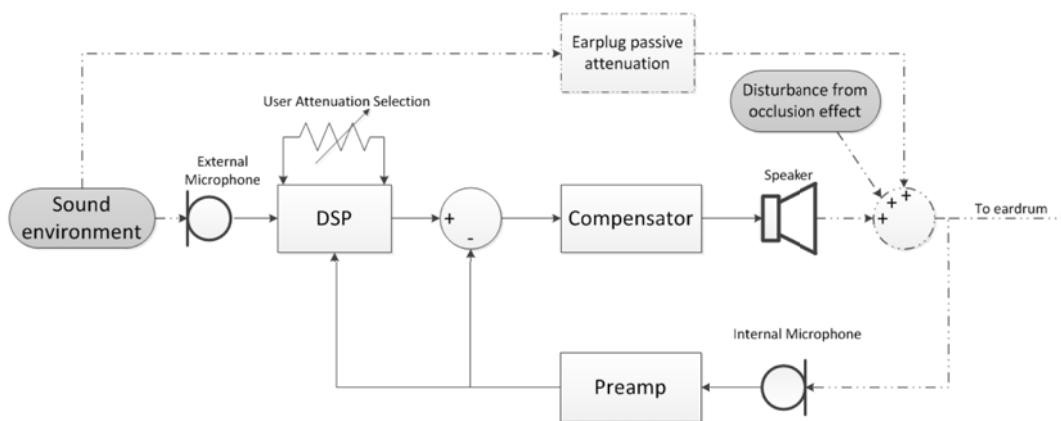 Earplug passive
attenuation
Disturbance from
occlusion effect
User Attenuation Selection
External
Microphone
Speaker
Sound
environment
DSP
+
-
Compensator
+
+
+
To eardrum
Internal Microphone
Preamp